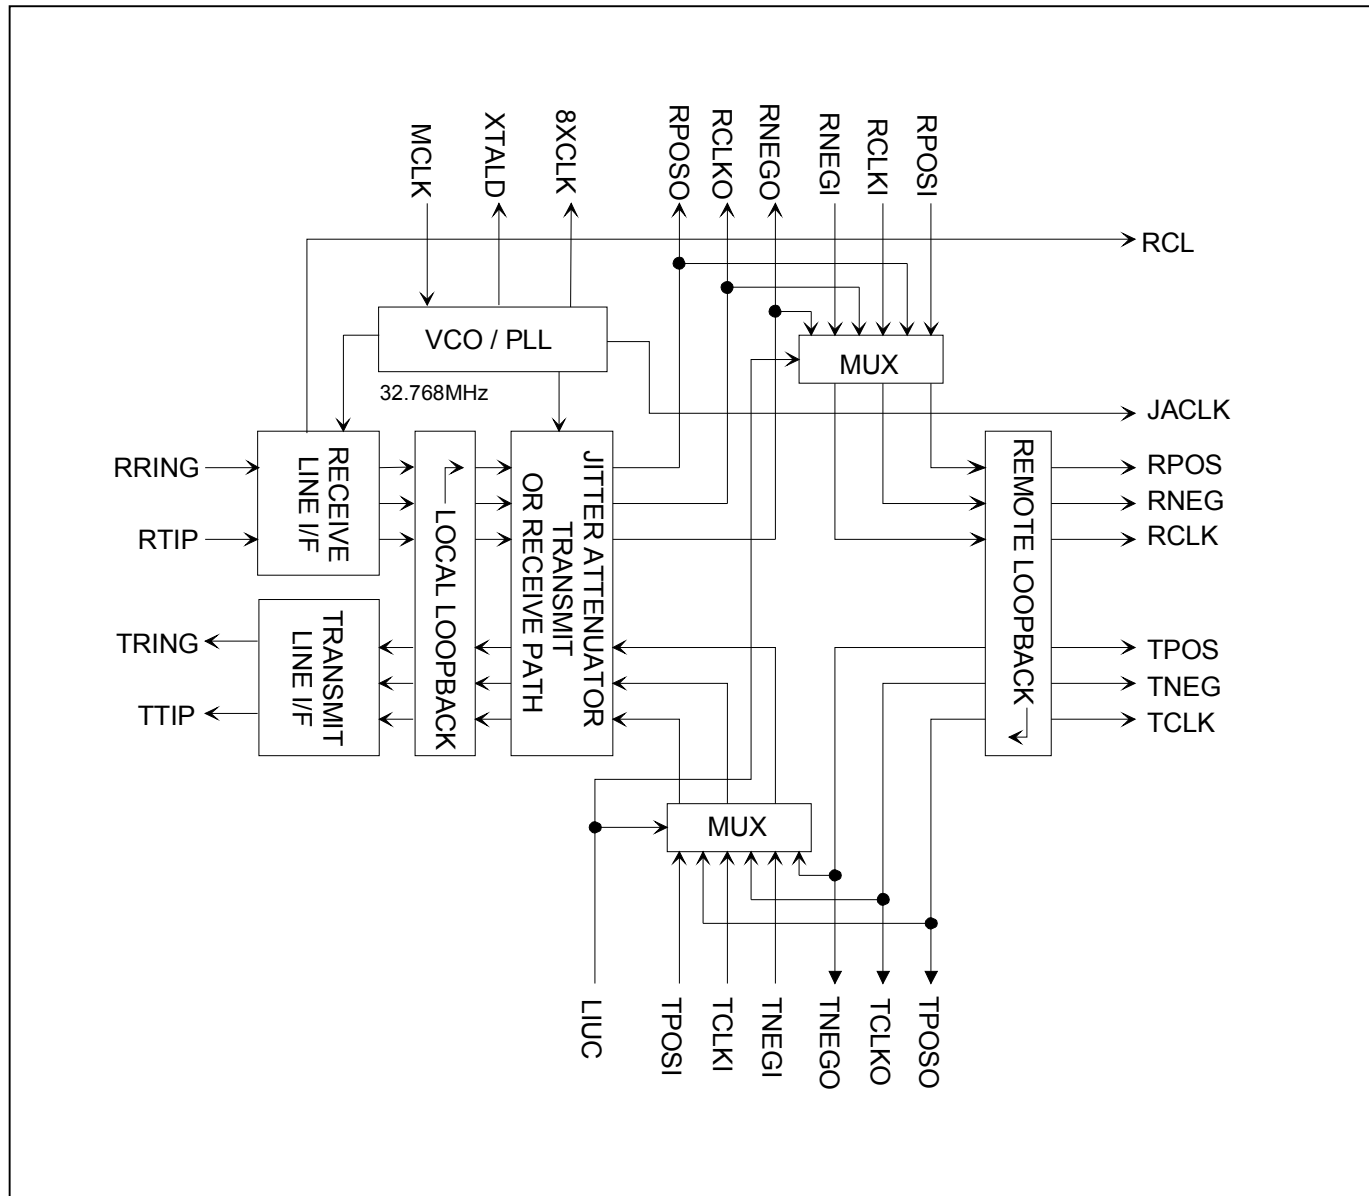 MCLK
XTALD
8XCLK
RPOSO
RCLKO
RNEGO
RNEGI
RCLKI
RPOSI
RCL
VCO / PLL
32.768MHz
MUX
JACLK
RRING
RTIP
RECEIVE
LINE I/F
LOCAL LOOPBACK
JITTER ATTENUATOR
TRANSMIT
OR RECEIVE PATH
REMOTE LOOPBACK
RPOS
RNEG
RCLK
TRING
TTIP
TRANSMIT
LINE I/F
TPOS
TNEG
TCLK
MUX
LIUC
TPOSI
TCLKI
TNEGI
TNEGO
TCLKO
TPOSO